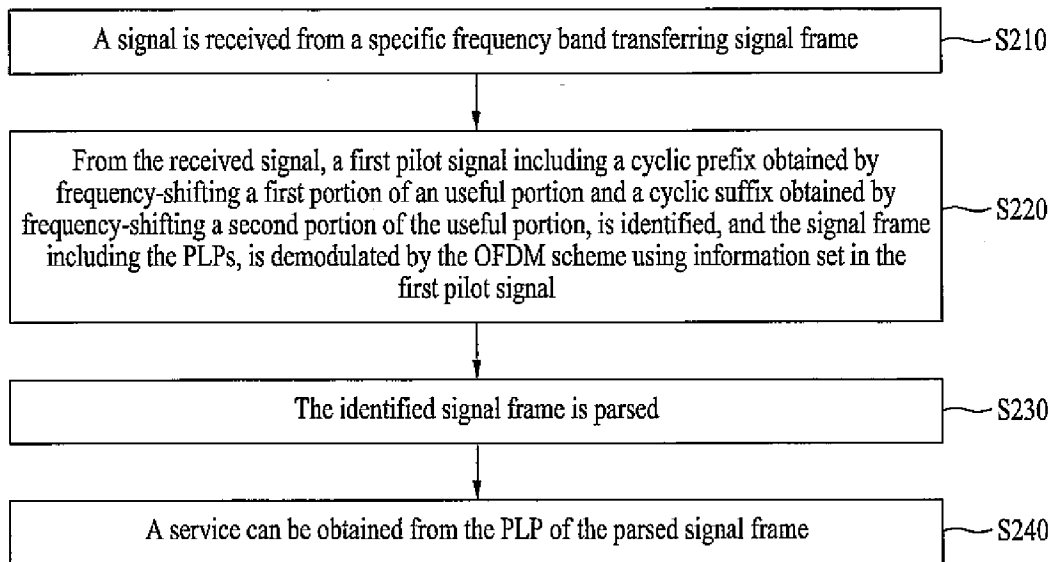 A signal is received from a specific frequency band transferring signal frame
S210
From the received signal, a first pilot signal including a cyclic prefix obtained by
frequency-shifting a first portion of an useful portion and a cyclic suffix obtained by
frequency-shifting a second portion of the useful portion, is identified, and the signal frame
including the PLPs, is demodulated by the OFDM scheme using information set in the
first pilot signal
S220
The identified signal frame is parsed
S230
A service can be obtained from the PLP of the parsed signal frame
S240